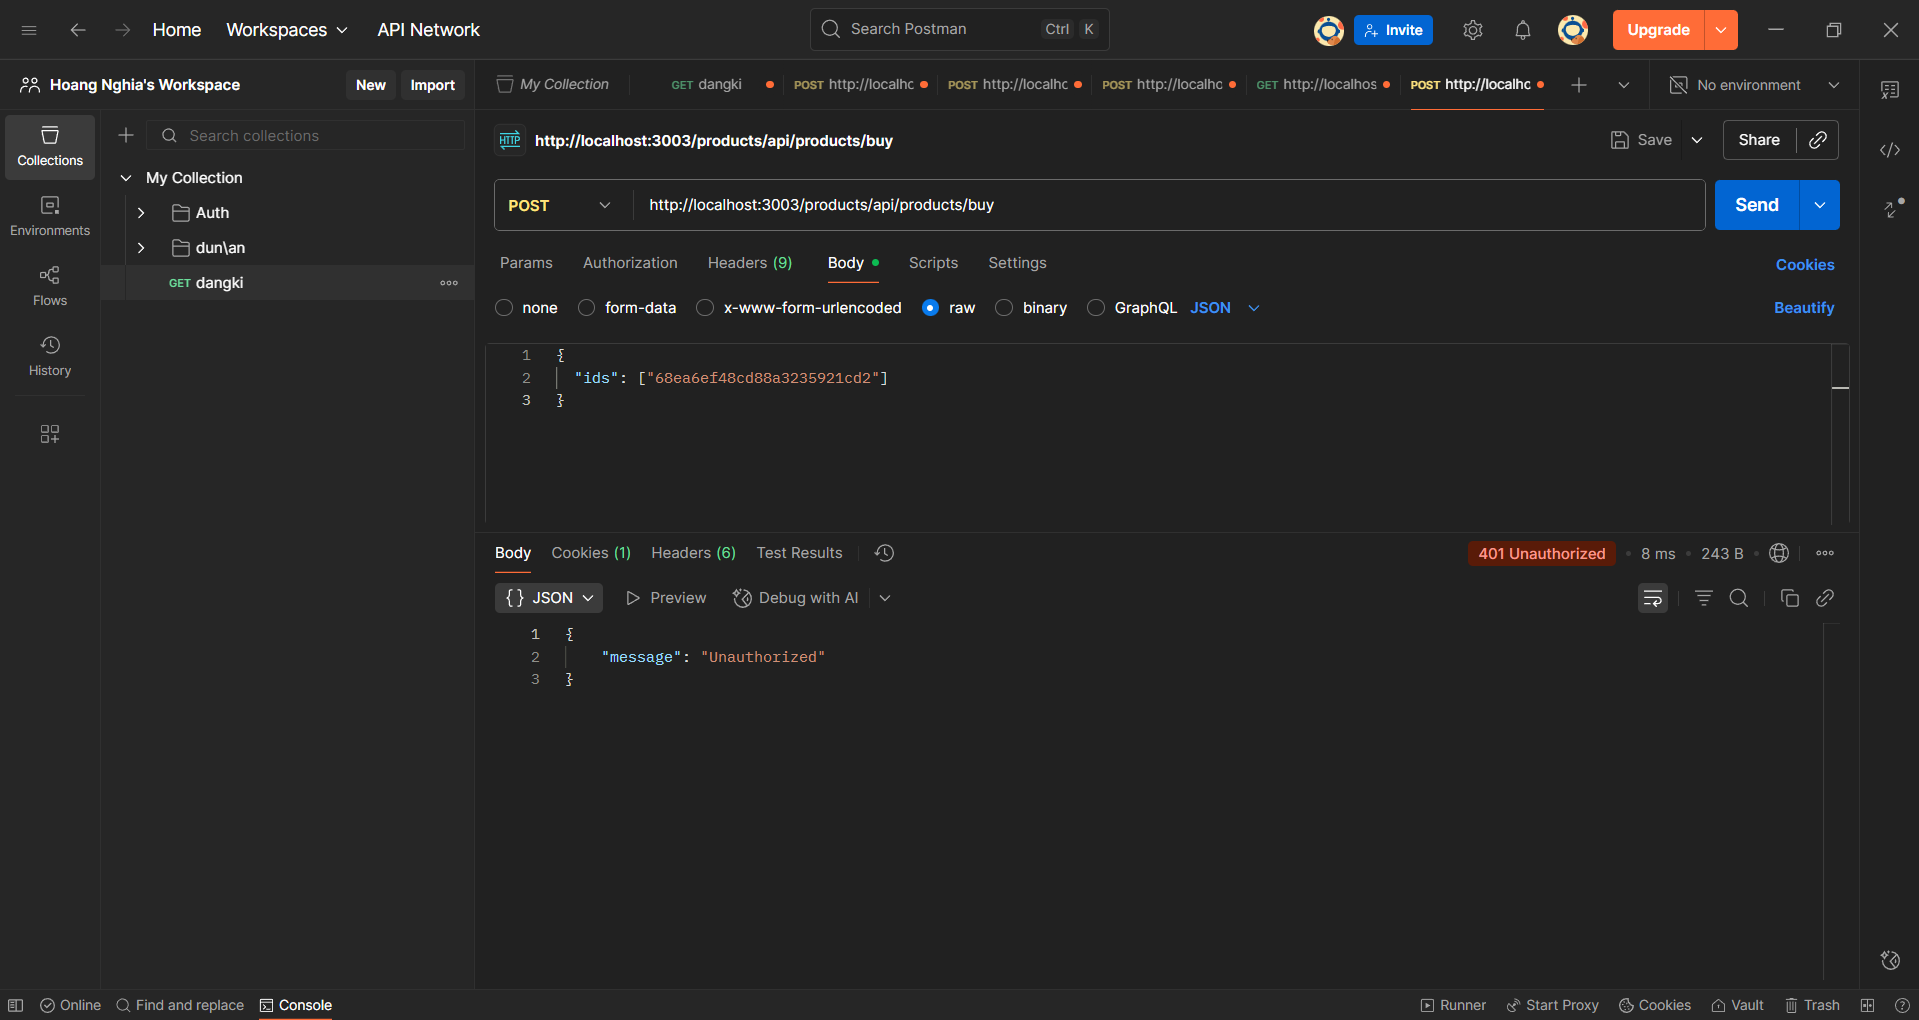 Home
Workspaces
API Network
Search Postman
Ctrl
K
Invite
Upgrade
Hoang Nghia's Workspace
New
Import
My Collection
GET dangki
POST http://localhc
POST http://localhc
POST http://localhc
GET http://localhos
POST http://localhc
No environment
Collections
Environments
Flows
History
Search collections
My Collection
Auth
dun\an
GET dangki
HTTP
http://localhost:3003/products/api/products/buy
Save
Share
POST
http://localhost:3003/products/api/products/buy
Send
Params
Authorization
Headers (9)
Body
Scripts
Settings
Cookies
none
form-data
x-www-form-urlencoded
raw
binary
GraphQL
JSON
Beautify
1 {
2 "ids": ["68ea6ef48cd88a3235921cd2"]
3 }
Body
Cookies (1)
Headers (6)
Test Results
401 Unauthorized
8 ms
243 B
{} JSON
Preview
Debug with AI
1 {
2 "message": "Unauthorized"
3 }
Online
Find and replace
Console
Runner
Start Proxy
Cookies
Vault
Trash